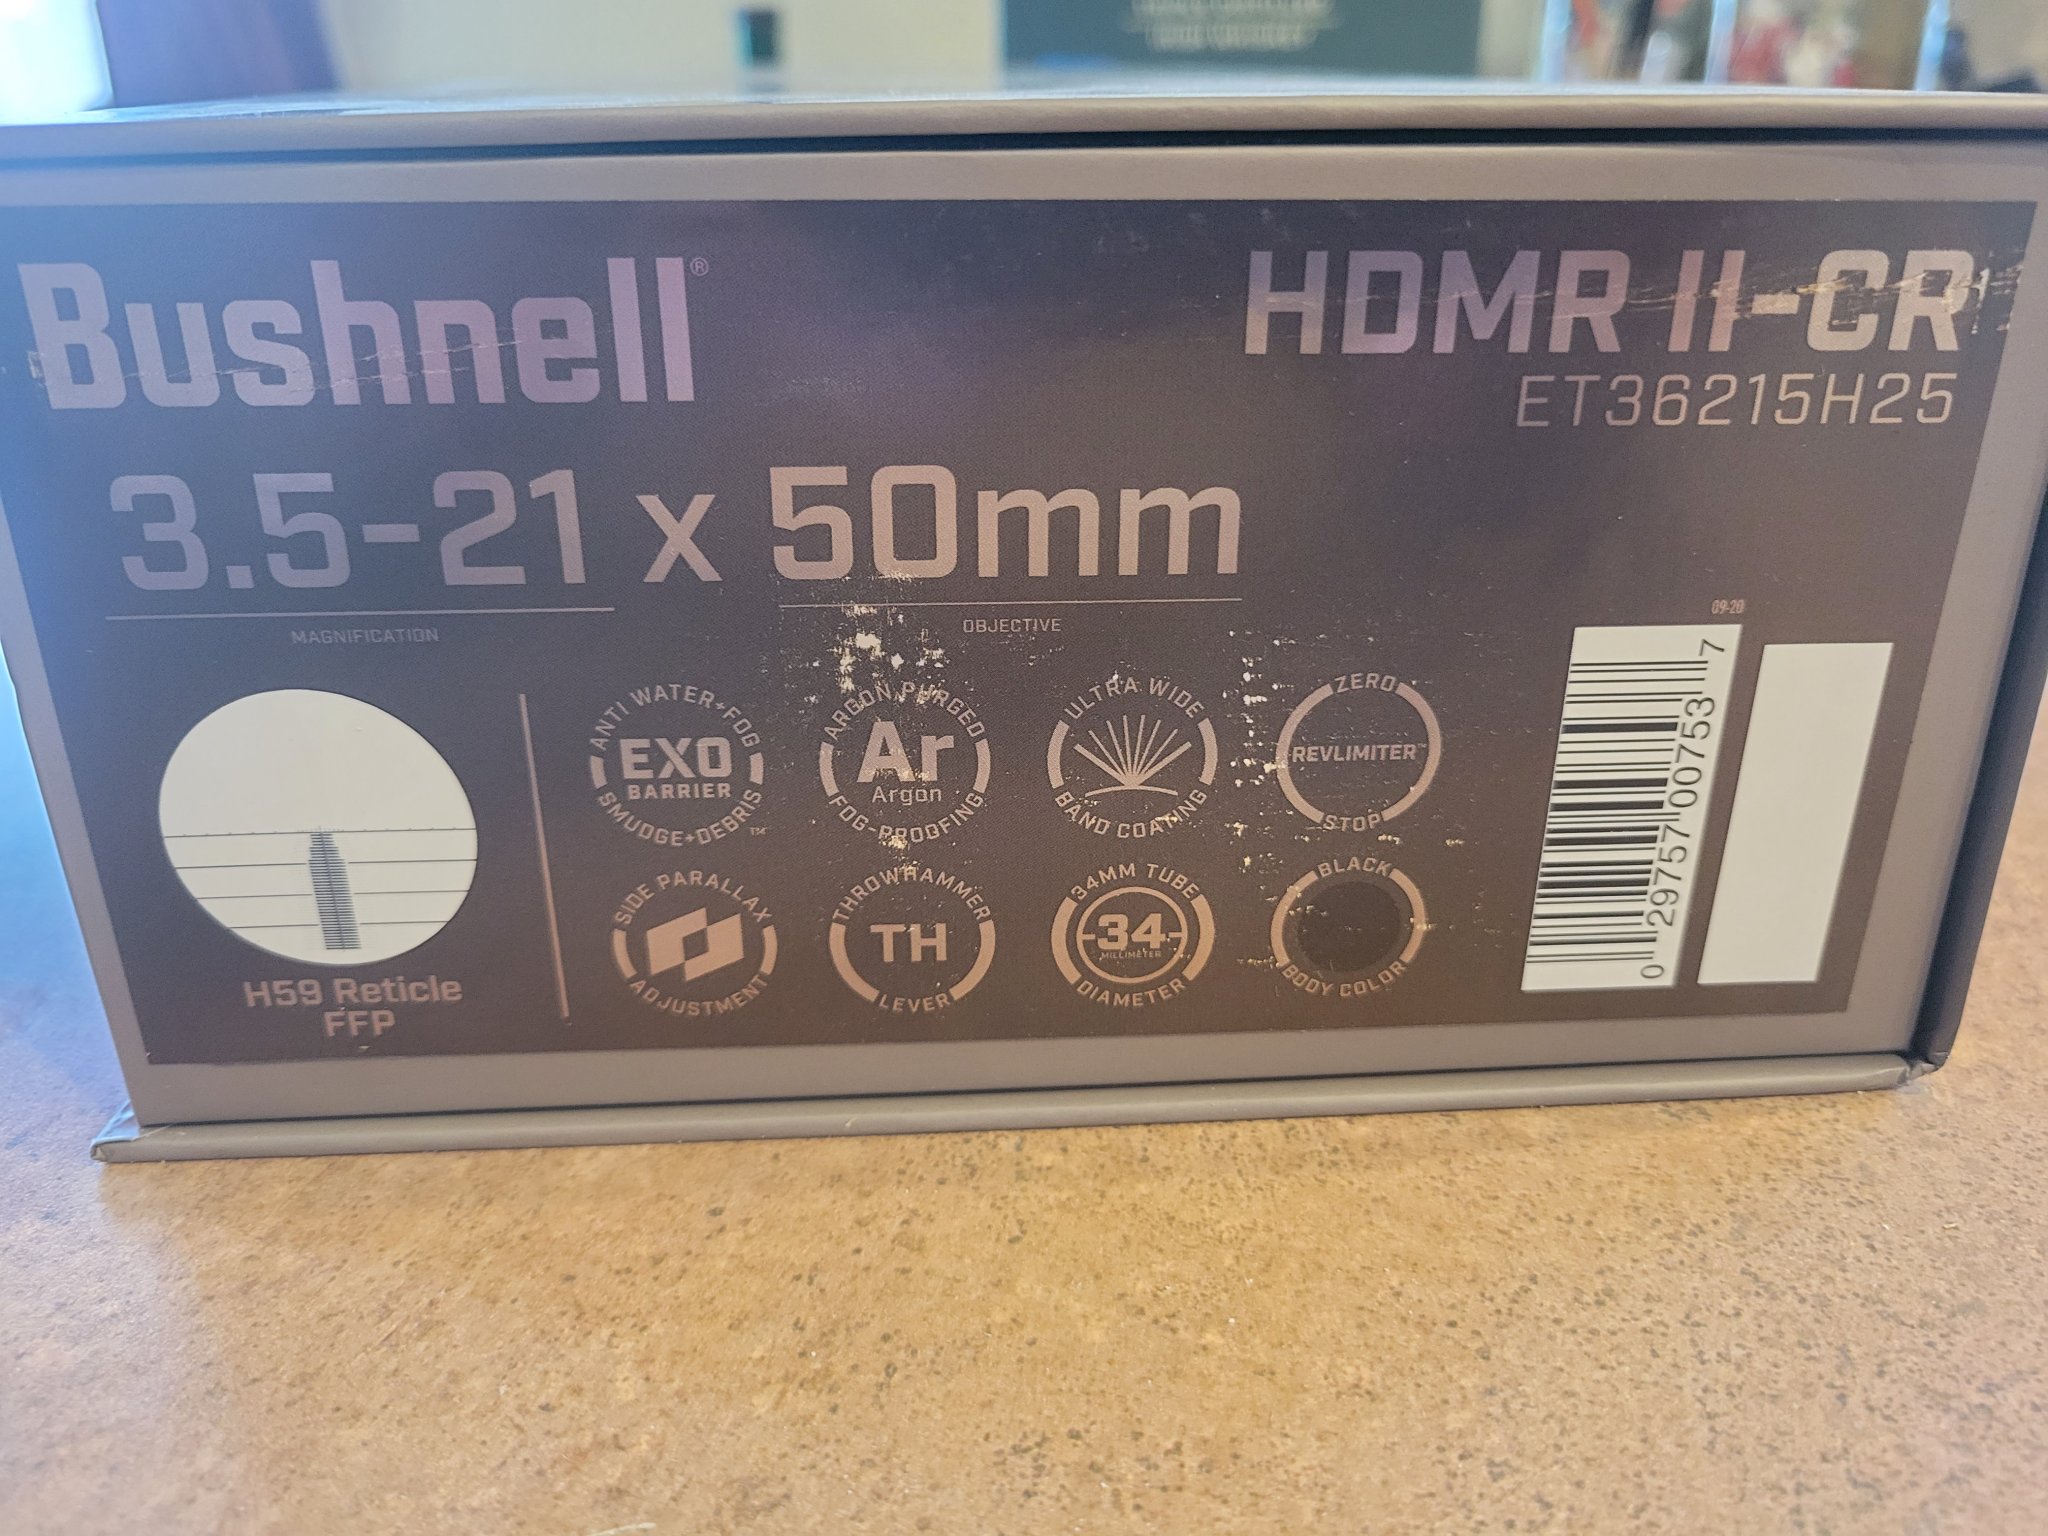 Bushnell®
HDMR II-CR
ET36215H25
3.5-21 x 50mm
MAGNIFICATION
OBJECTIVE
09-20
H59 Reticle
FFP
ANTI WATER+FOG
EXO
BARRIER
SMUDGE+DEBRIS™
ARGON PURGED
Ar
Argon
FOG-PROOFING
ULTRA WIDE
BAND COATING
ZERO
REVLIMITER™
STOP
SIDE PARALLAX
ADJUSTMENT
THROWHAMMER
TH
LEVER
34MM TUBE
34
MILLIMETER
DIAMETER
BLACK
BODY COLOR
0 29757 00753 7